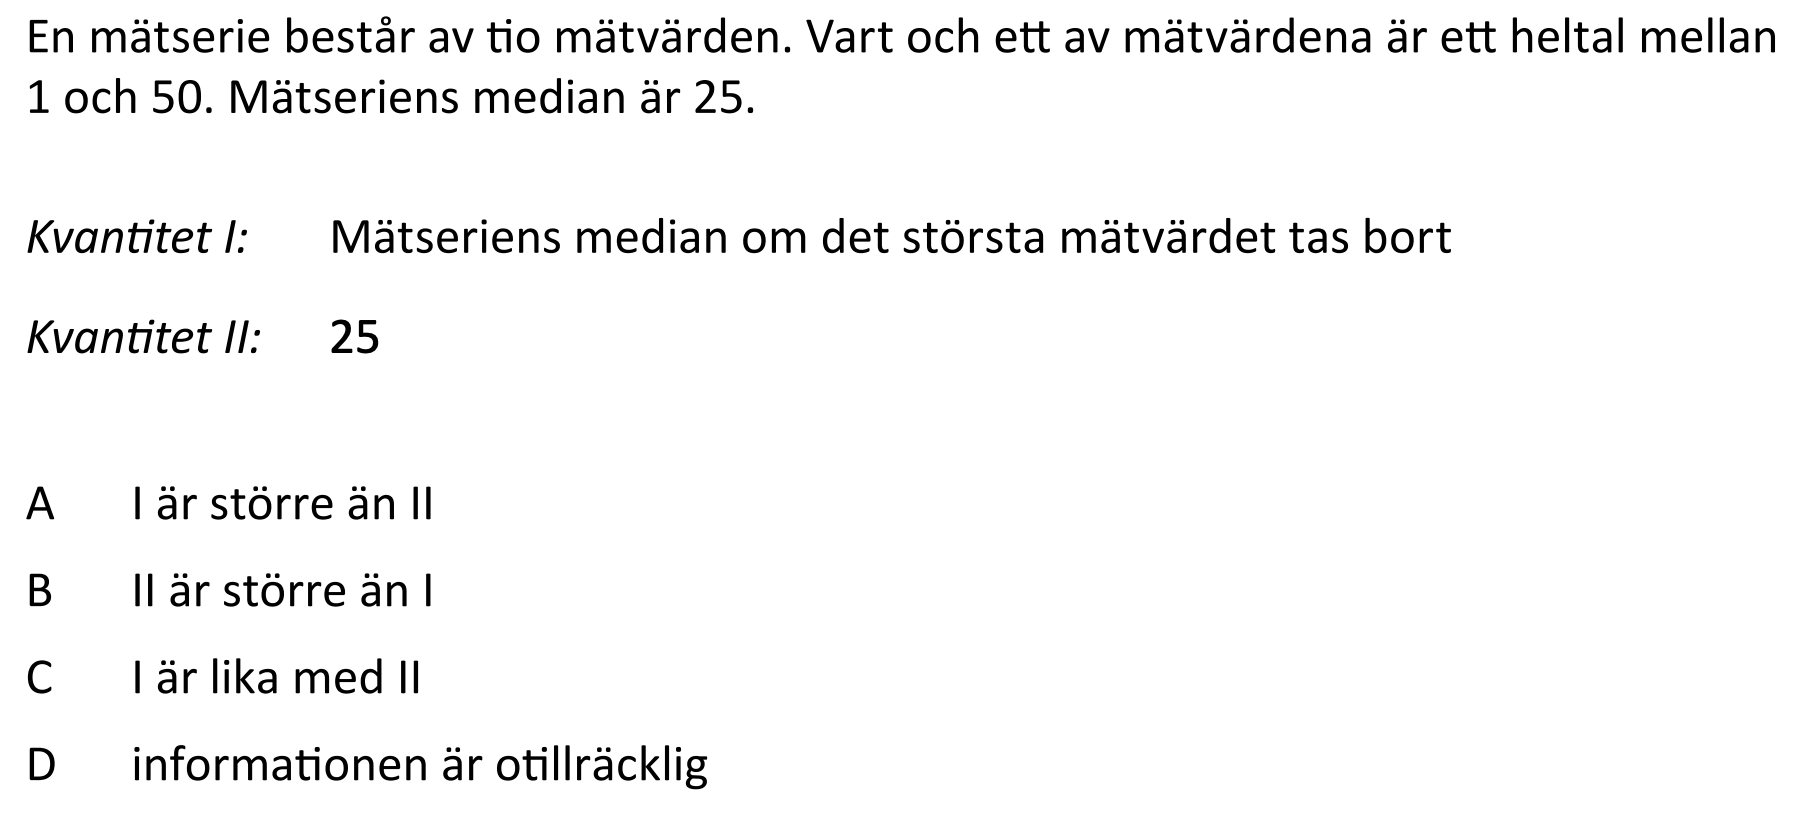 En mätserie består av tio mätvärden. Vart och ett av mätvärdena är ett heltal mellan
1 och 50. Mätseriens median är 25.
Kvantitet I: Mätseriens median om det största mätvärdet tas bort
Kvantitet II: 25
A I är större än II
B II är större än I
C I är lika med II
D informationen är otillräcklig